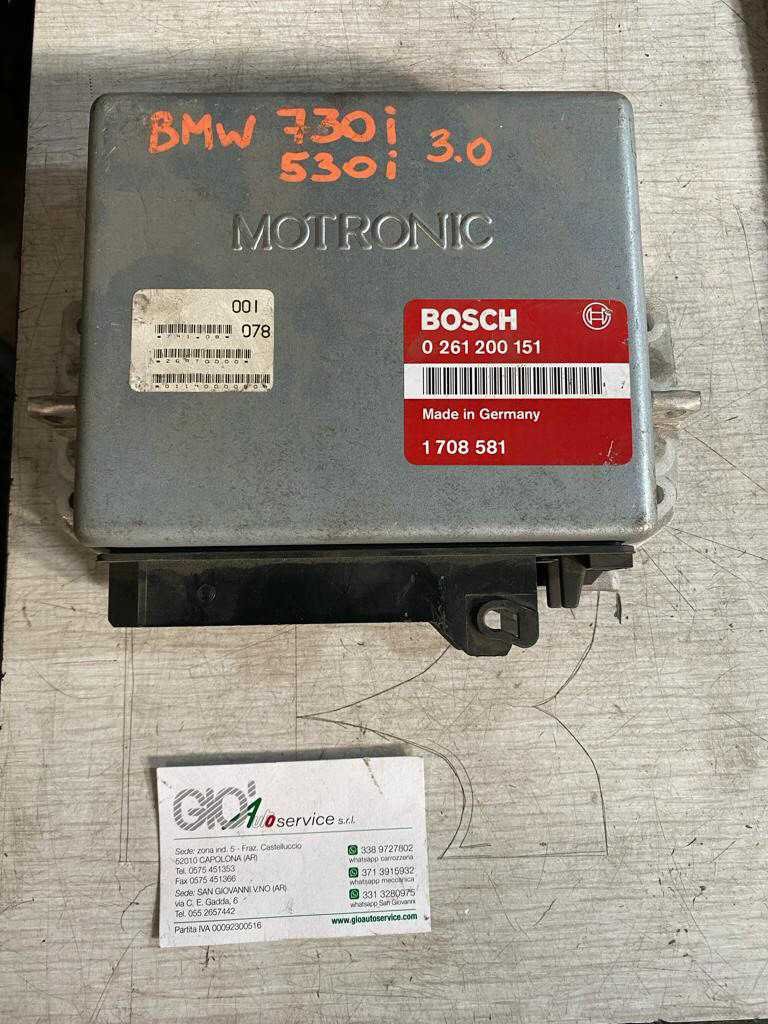 BMW 730i 3.0
530i
MOTRONIC
001
078
BOSCH
0 261 200 151
Made in Germany
1 708 581
GIO'
Auto service s.r.l.
Sede: zona ind. 5 - Fraz. Castelluccio
52010 CAPOLONA (AR)
Tel. 0575 451353
Fax 0575 451366
Sede: SAN GIOVANNI V.NO (AR)
via C. E. Gadda, 6
Tel. 055 2657442
Partita IVA 00092300516
338 9727802
whatsapp carrozzeria
371 3915932
whatsapp meccanica
331 3280975
whatsapp San Giovanni
www.gioautoservice.com